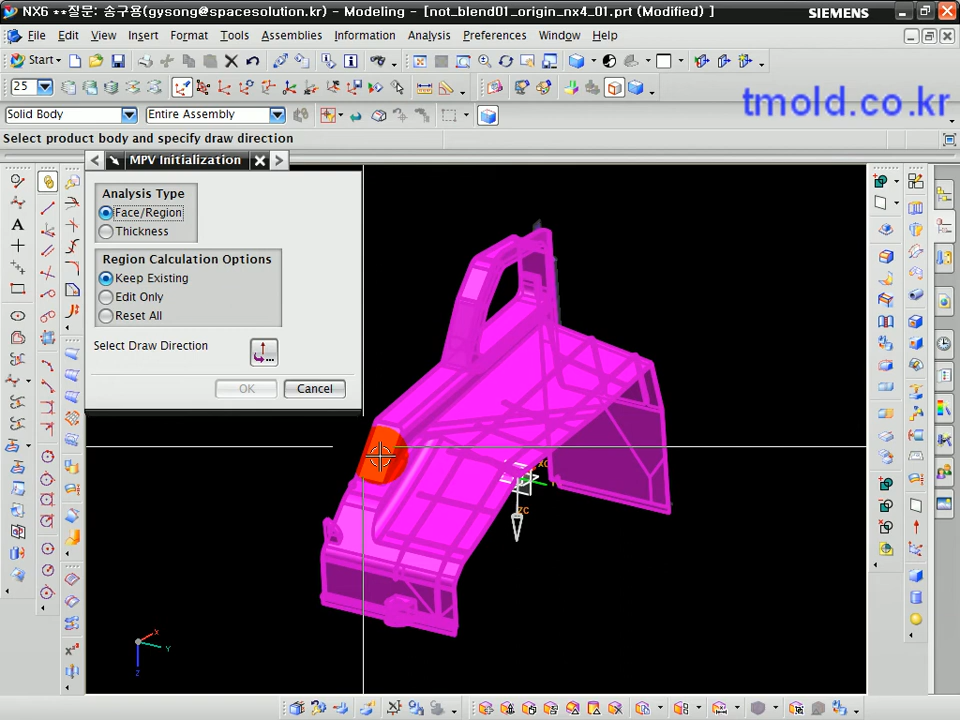 NX6 **질문: 송구용(gysong@spacesolution.kr) - Modeling - [not_blend01_origin_nx4_01.prt (Modified) ]
SIEMENS
File Edit View Insert Format Tools Assemblies Information Analysis Preferences Window Help
Start
25
tmold.co.kr
Solid Body
Entire Assembly
Select product body and specify draw direction
MPV Initialization
Analysis Type
Face/Region
Thickness
Region Calculation Options
Keep Existing
Edit Only
Reset All
Select Draw Direction
OK Cancel
XC
ZC
X
Y
Z